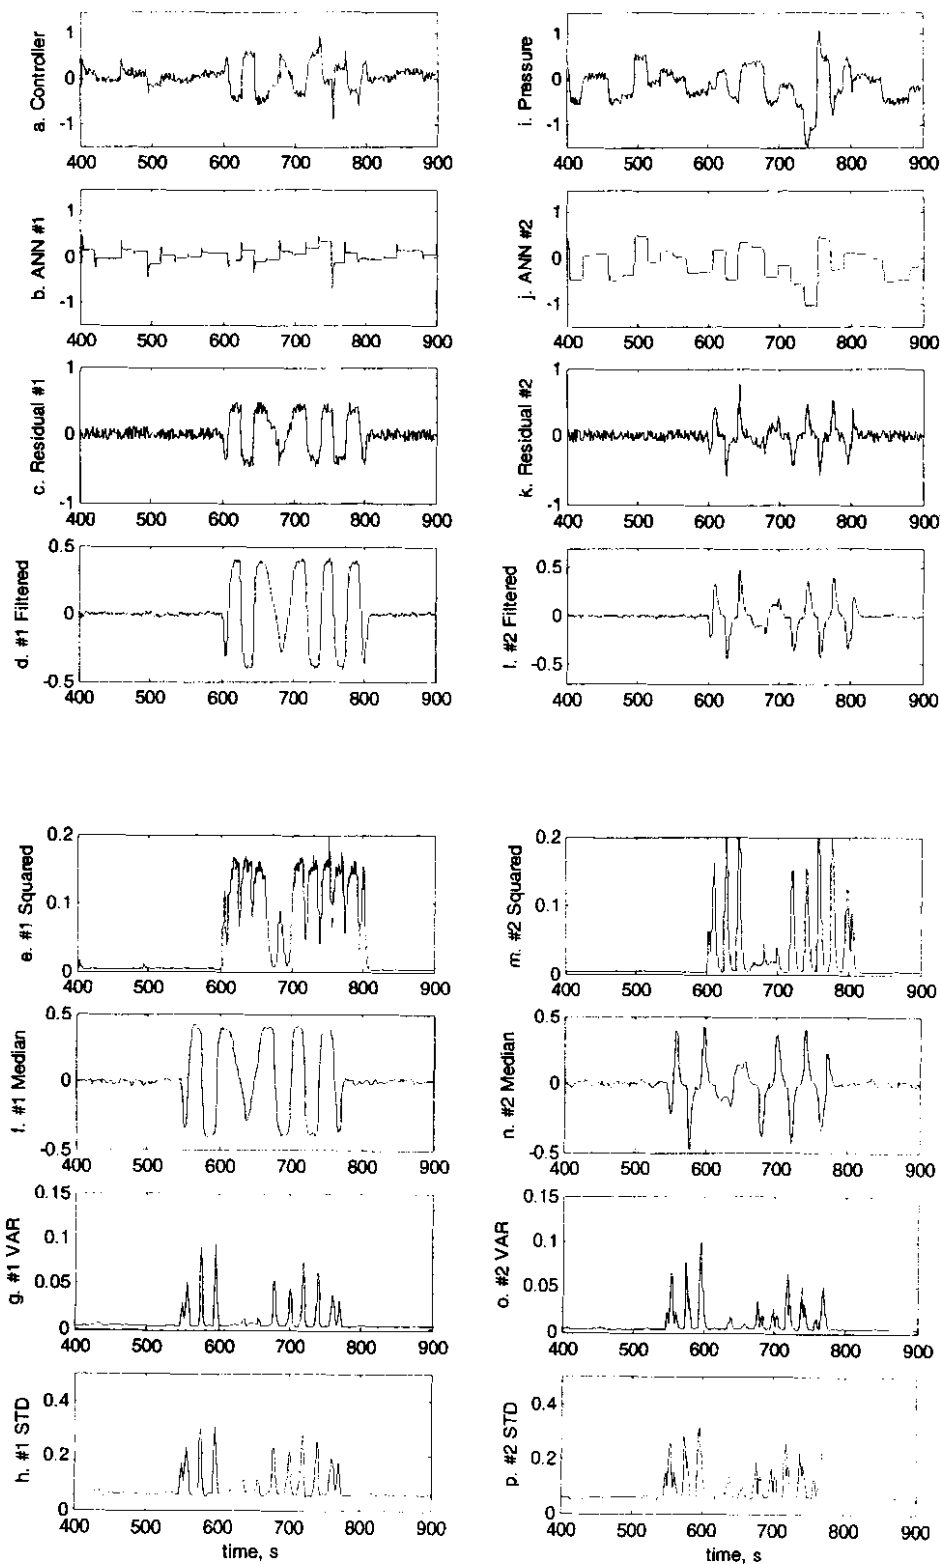 a. Controller
1
0
-1
400 500 600 700 800 900
b. ANN #1
1
0
-1
400 500 600 700 800 900
c. Residual #1
1
0
-1
400 500 600 700 800 900
d. #1 Filtered
0.5
0
-0.5
400 500 600 700 800 900
i. Pressure
1
0
-1
400 500 600 700 800 900
j. ANN #2
1
0
-1
400 500 600 700 800 900
k. Residual #2
1
0
-1
400 500 600 700 800 900
l. #2 Filtered
0.5
0
-0.5
400 500 600 700 800 900
e. #1 Squared
0.2
0.1
0
400 500 600 700 800 900
f. #1 Median
0.5
0
-0.5
400 500 600 700 800 900
g. #1 VAR
0.15
0.1
0.05
0
400 500 600 700 800 900
h. #1 STD
0.4
0.2
0
400 500 600 700 800 900
time, s
m. #2 Squared
0.2
0.1
0
400 500 600 700 800 900
n. #2 Median
0.5
0
-0.5
400 500 600 700 800 900
o. #2 VAR
0.15
0.1
0.05
0
400 500 600 700 800 900
p. #2 STD
0.4
0.2
0
400 500 600 700 800 900
time, s